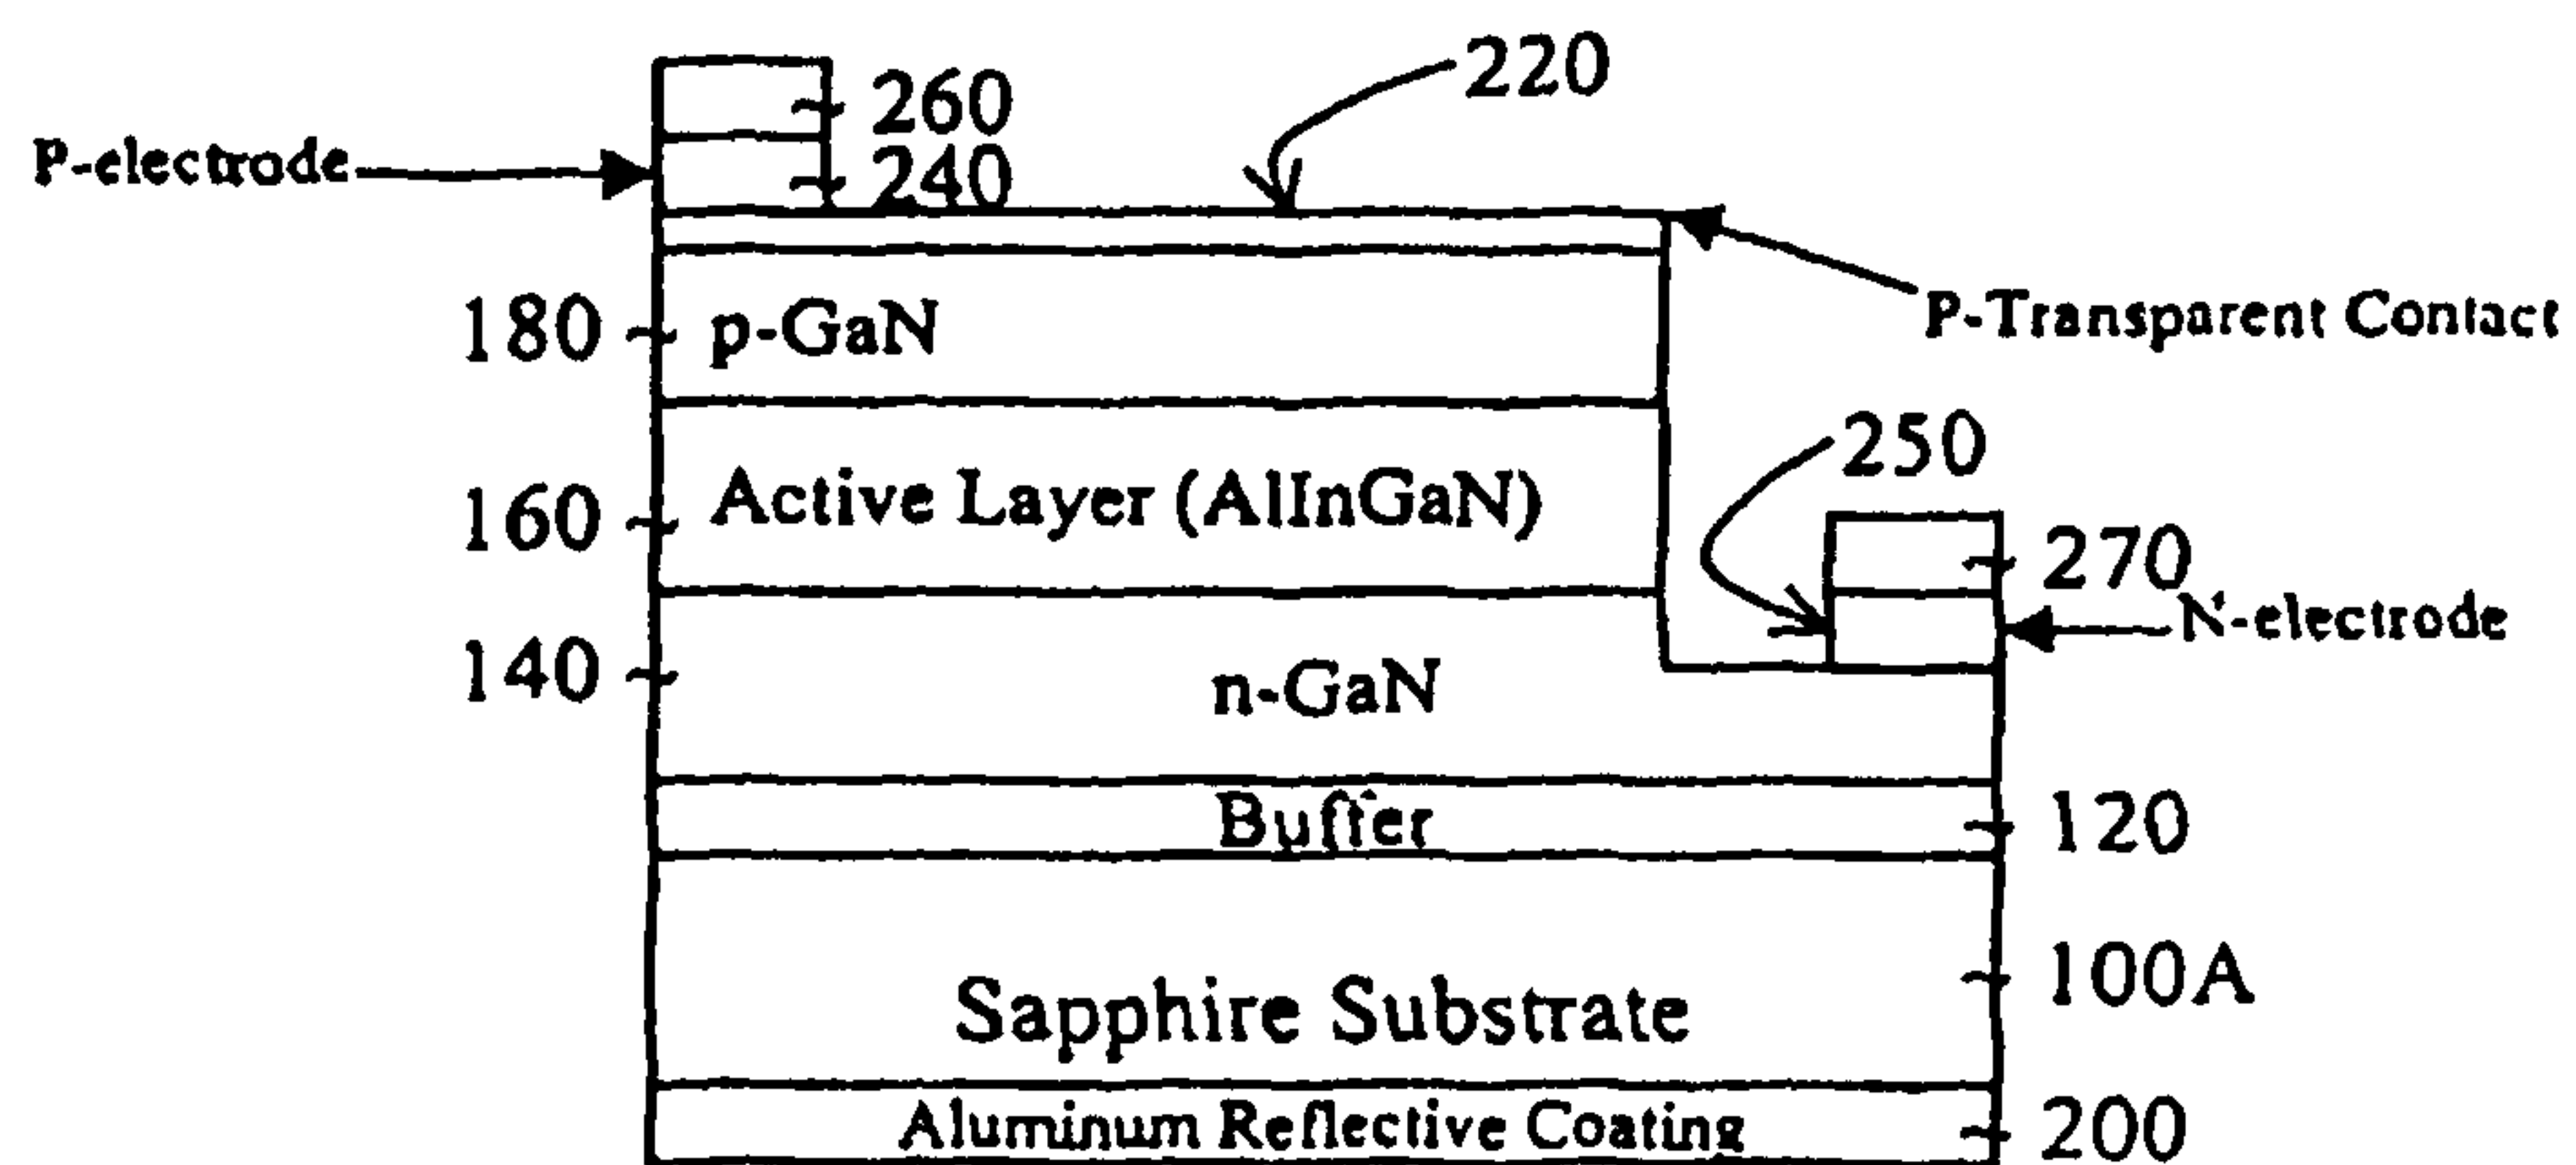 220
260
P-electrode
240
180
p-GaN
P-Transparent Contact
250
160
Active Layer (AlInGaN)
270
N-electrode
140
n-GaN
Buffer
120
100A
Sapphire Substrate
Aluminum Reflective Coating
200